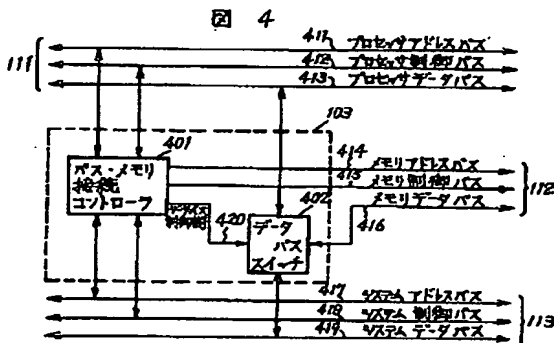 図 4
411 プロセッサアドレスバス
412 プロセッサ制御バス
413 プロセッサデータバス
111
103
401
バス・メモリ
接続
コントローラ
414 メモリアドレスバス
415 メモリ制御バス
メモリデータバス
416
112
402
データ
バス
スイッチ
420
417 システムアドレスバス
418 システム制御バス
419 システムデータバス
113